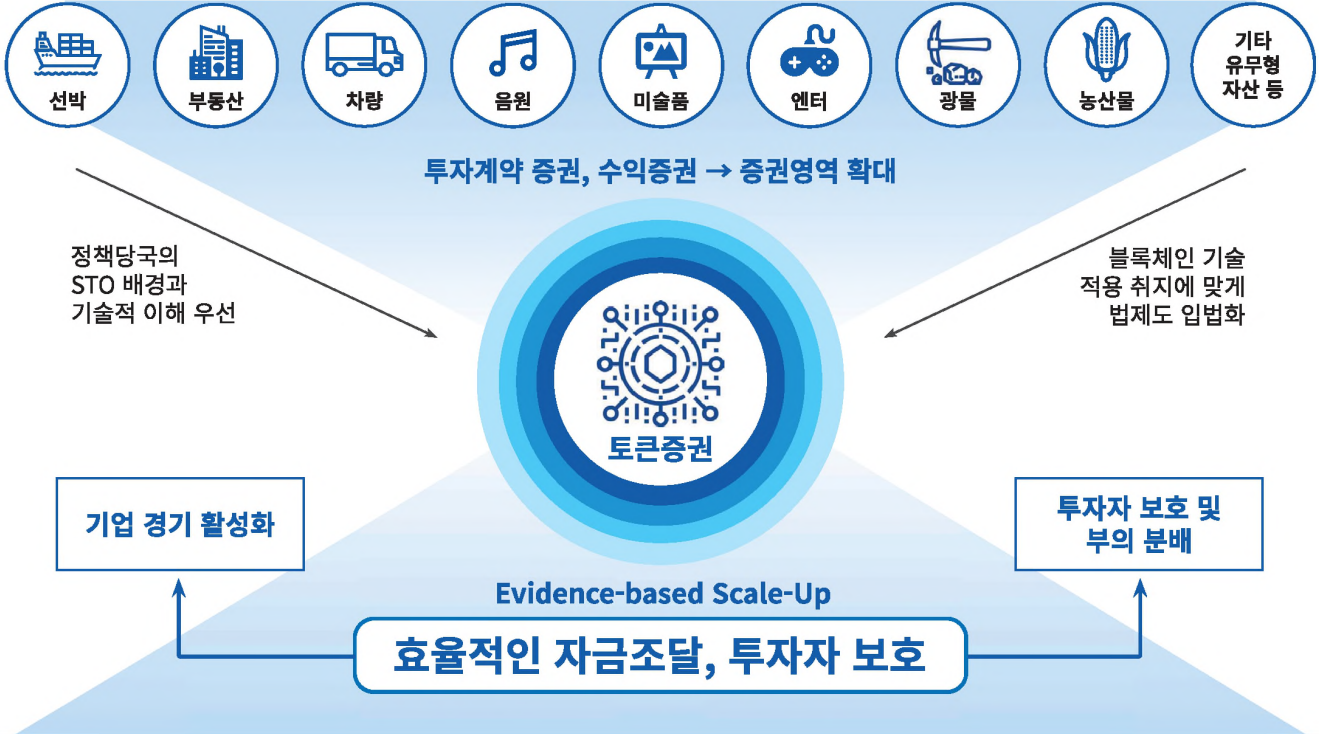 선박
부동산
차량
음원
미술품
엔터
광물
농산물
기타
유무형
자산 등
투자계약 증권, 수익증권 → 증권영역 확대
정책당국의
STO 배경과
기술적 이해 우선
블록체인 기술
적용 취지에 맞게
법제도 입법화
토큰증권
기업 경기 활성화
투자자 보호 및
부의 분배
Evidence-based Scale-Up
효율적인 자금조달, 투자자 보호